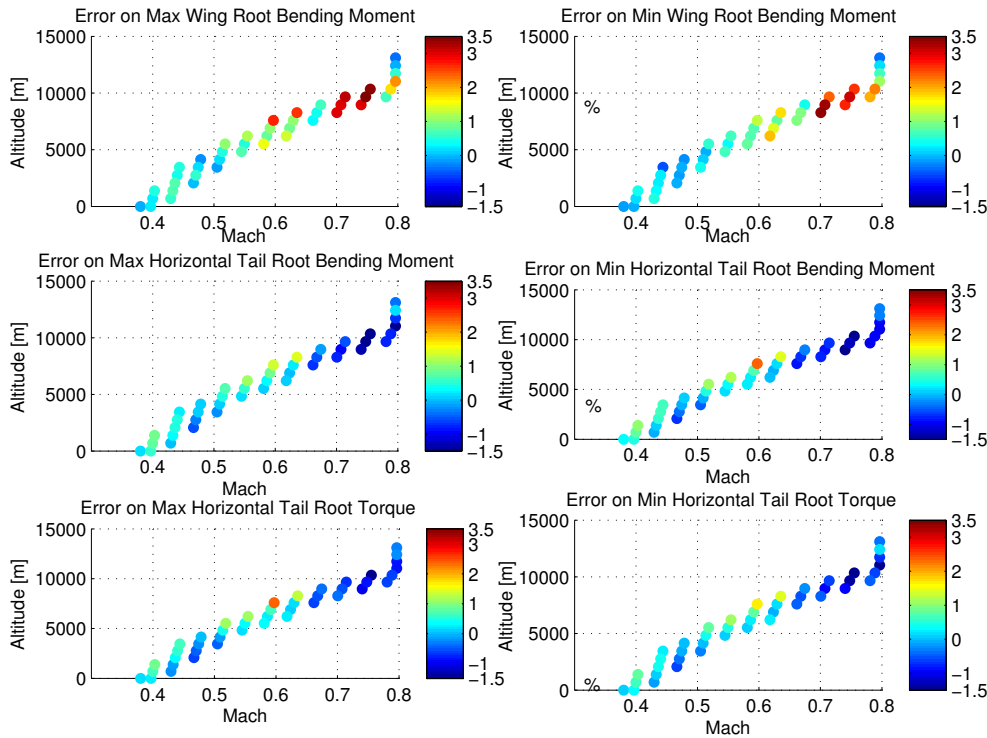 Error on Max Wing Root Bending Moment
15000
10000
5000
0
Altitude [m]
0.4 0.5 0.6 0.7 0.8
Mach
3.5
3
2
1
0
−1
−1.5
Error on Min Wing Root Bending Moment
15000
10000
5000
0
Altitude [m]
%
0.4 0.5 0.6 0.7 0.8
Mach
3.5
3
2
1
0
−1
−1.5
Error on Max Horizontal Tail Root Bending Moment
15000
10000
5000
0
Altitude [m]
0.4 0.5 0.6 0.7 0.8
Mach
3.5
3
2
1
0
−1
−1.5
Error on Min Horizontal Tail Root Bending Moment
15000
10000
5000
0
Altitude [m]
%
0.4 0.5 0.6 0.7 0.8
Mach
3.5
3
2
1
0
−1
−1.5
Error on Max Horizontal Tail Root Torque
15000
10000
5000
0
Altitude [m]
0.4 0.5 0.6 0.7 0.8
Mach
3.5
3
2
1
0
−1
−1.5
Error on Min Horizontal Tail Root Torque
15000
10000
5000
0
Altitude [m]
%
0.4 0.5 0.6 0.7 0.8
Mach
3.5
3
2
1
0
−1
−1.5